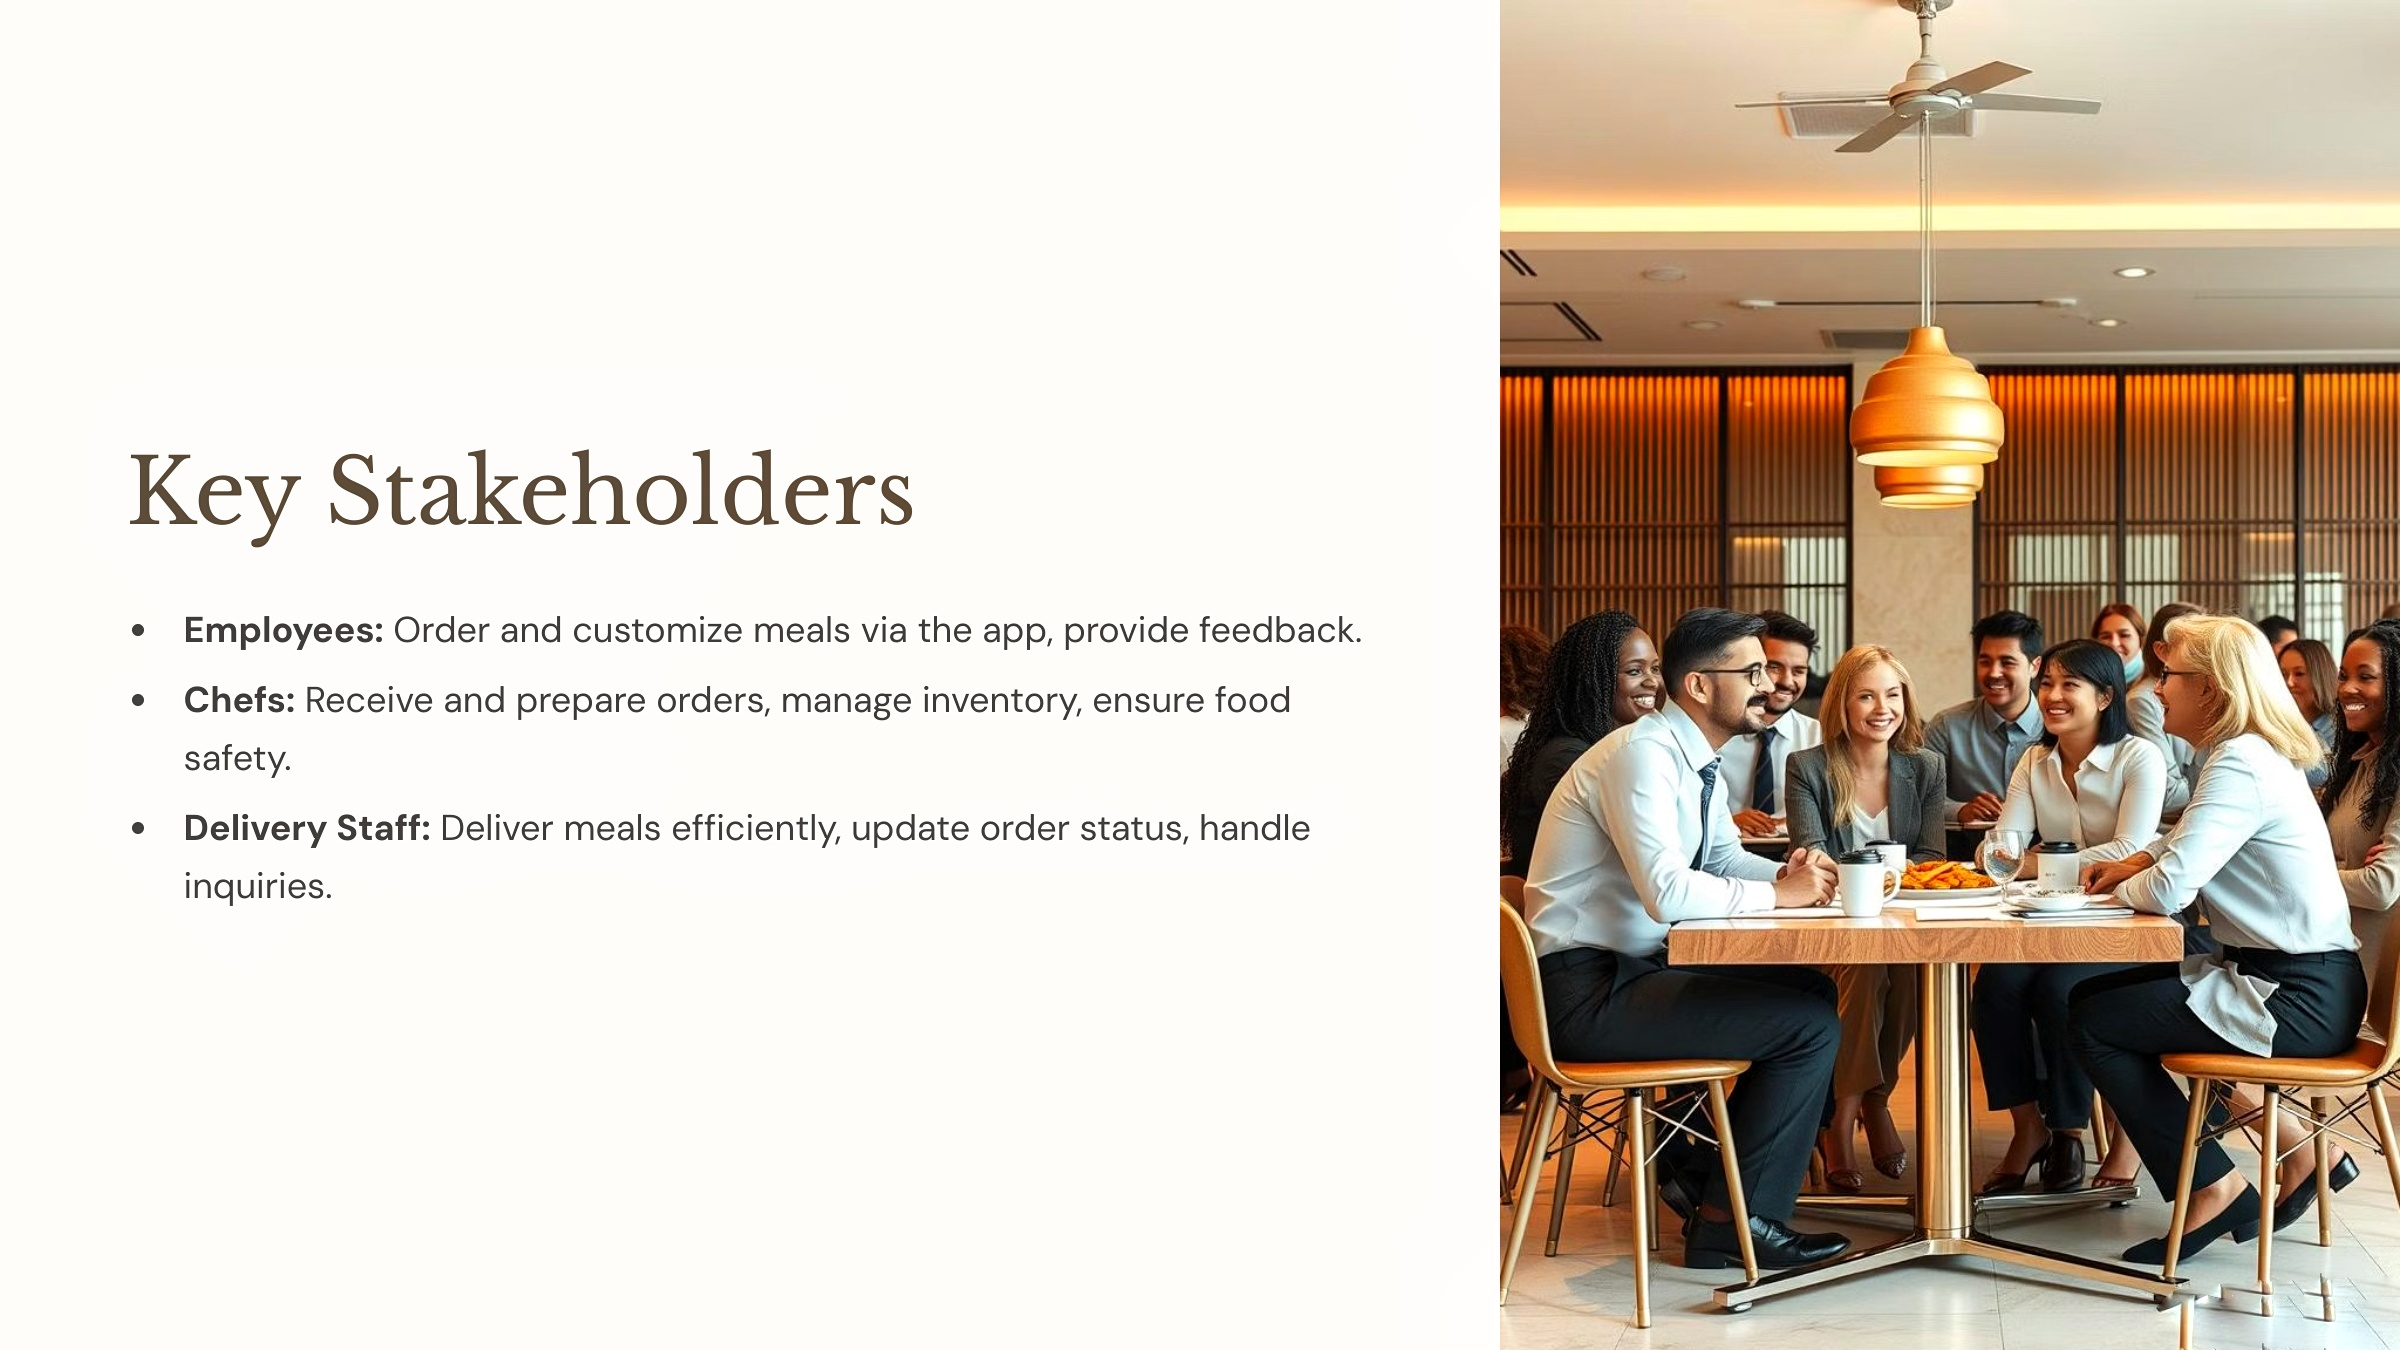 Key Stakeholders
• Employees: Order and customize meals via the app, provide feedback.
• Chefs: Receive and prepare orders, manage inventory, ensure food
safety.
• Delivery Staff: Deliver meals efficiently, update order status, handle
inquiries.